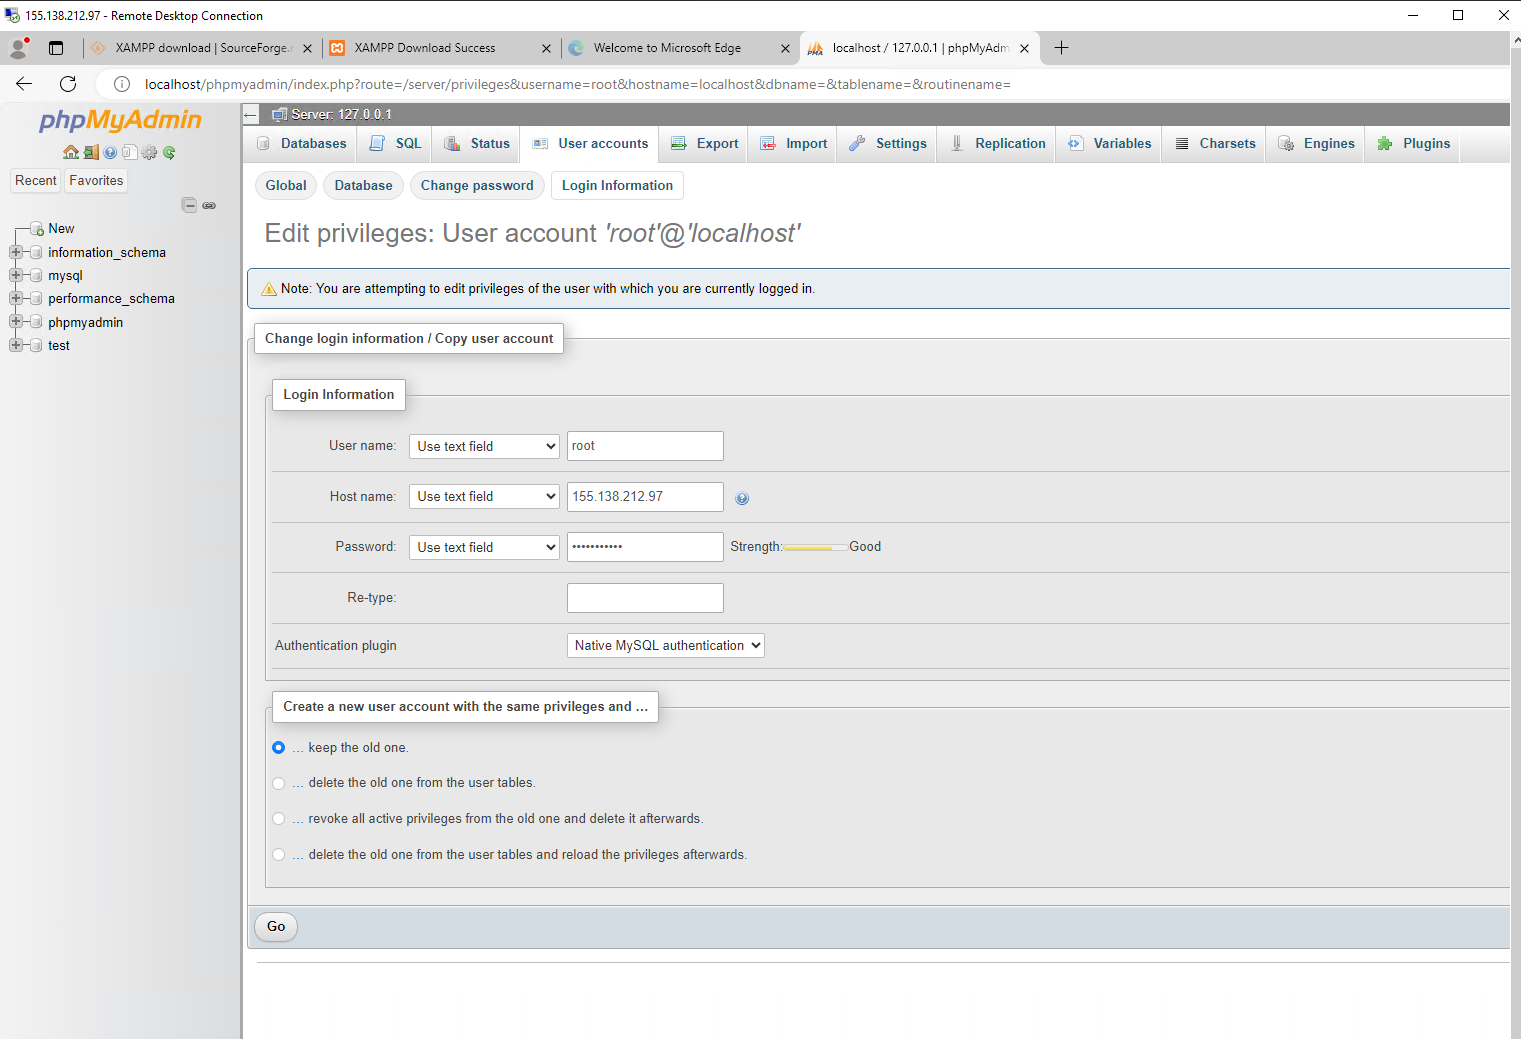 155.138.212.97 - Remote Desktop Connection
XAMPP download | SourceForge.n
XAMPP Download Success
Welcome to Microsoft Edge
localhost / 127.0.0.1 | phpMyAdm
localhost/phpmyadmin/index.php?route=/server/privileges&username=root&hostname=localhost&dbname=&tablename=&routinename=
phpMyAdmin
Server: 127.0.0.1
Databases
SQL
Status
User accounts
Export
Import
Settings
Replication
Variables
Charsets
Engines
Plugins
Recent
Favorites
Global
Database
Change password
Login Information
New
information_schema
mysql
performance_schema
phpmyadmin
test
Edit privileges: User account 'root'@'localhost'
Note: You are attempting to edit privileges of the user with which you are currently logged in.
Change login information / Copy user account
Login Information
User name: Use text field root
Host name: Use text field 155.138.212.97
Password: Use text field ••••••••••• Strength: Good
Re-type:
Authentication plugin Native MySQL authentication
Create a new user account with the same privileges and ...
... keep the old one.
... delete the old one from the user tables.
... revoke all active privileges from the old one and delete it afterwards.
... delete the old one from the user tables and reload the privileges afterwards.
Go